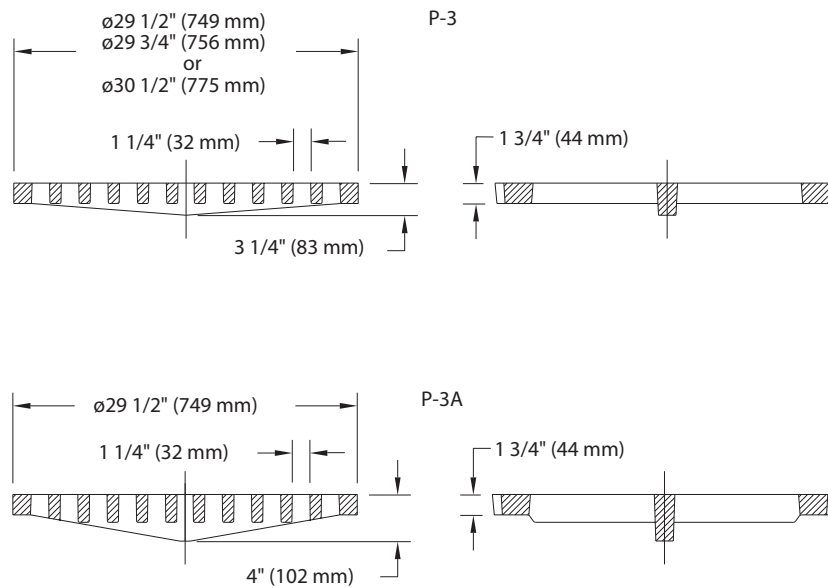 ø29 1/2" (749 mm)
ø29 3/4" (756 mm)
or
ø30 1/2" (775 mm)
P-3
1 1/4" (32 mm)
1 3/4" (44 mm)
3 1/4" (83 mm)
ø29 1/2" (749 mm)
P-3A
1 1/4" (32 mm)
1 3/4" (44 mm)
4" (102 mm)